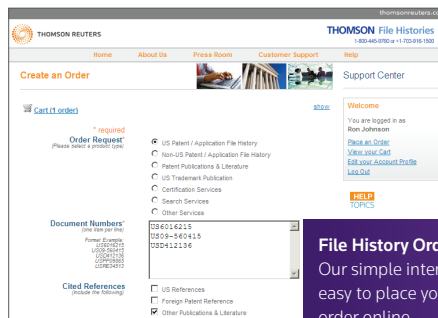 thomsonreuters.co
THOMSON REUTERS
THOMSON File Histories
1-800-445-9760 or +1-703-916-1500
Home About Us Press Room Customer Support Help
Create an Order
Support Center
Cart (1 order)
show
Welcome
You are logged in as
Ron Johnson
Place an Order
View your Cart
Edit your Account Profile
Log Out
HELP
TOPICS
* required
Order Request*
(Please select a product type)
US Patent / Application File History
Non-US Patent / Application File History
Patent Publications & Literature
US Trademark Publication
Certification Services
Search Services
Other Services
Document Numbers*
(one item per line)
Format Example:
US6016215
US09-560415
USD412136
USPP09885
USRE34513
US6016215
US09-560415
USD412136
Cited References
(include the following)
US References
Foreign Patent Reference
Other Publications & Literature
File History Ord
Our simple inter
easy to place yo
order online